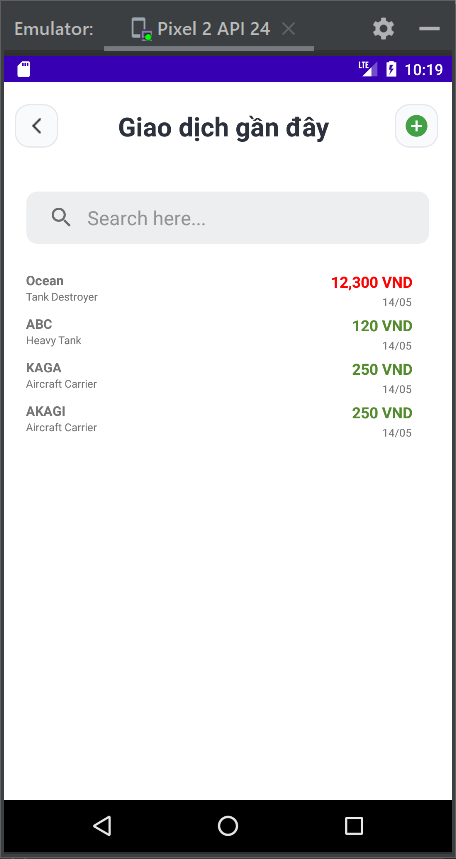 Emulator: Pixel 2 API 24
LTE 10:19
Giao dịch gần đây
Search here...
Ocean 12,300 VND
Tank Destroyer 14/05
ABC 120 VND
Heavy Tank 14/05
KAGA 250 VND
Aircraft Carrier 14/05
AKAGI 250 VND
Aircraft Carrier 14/05